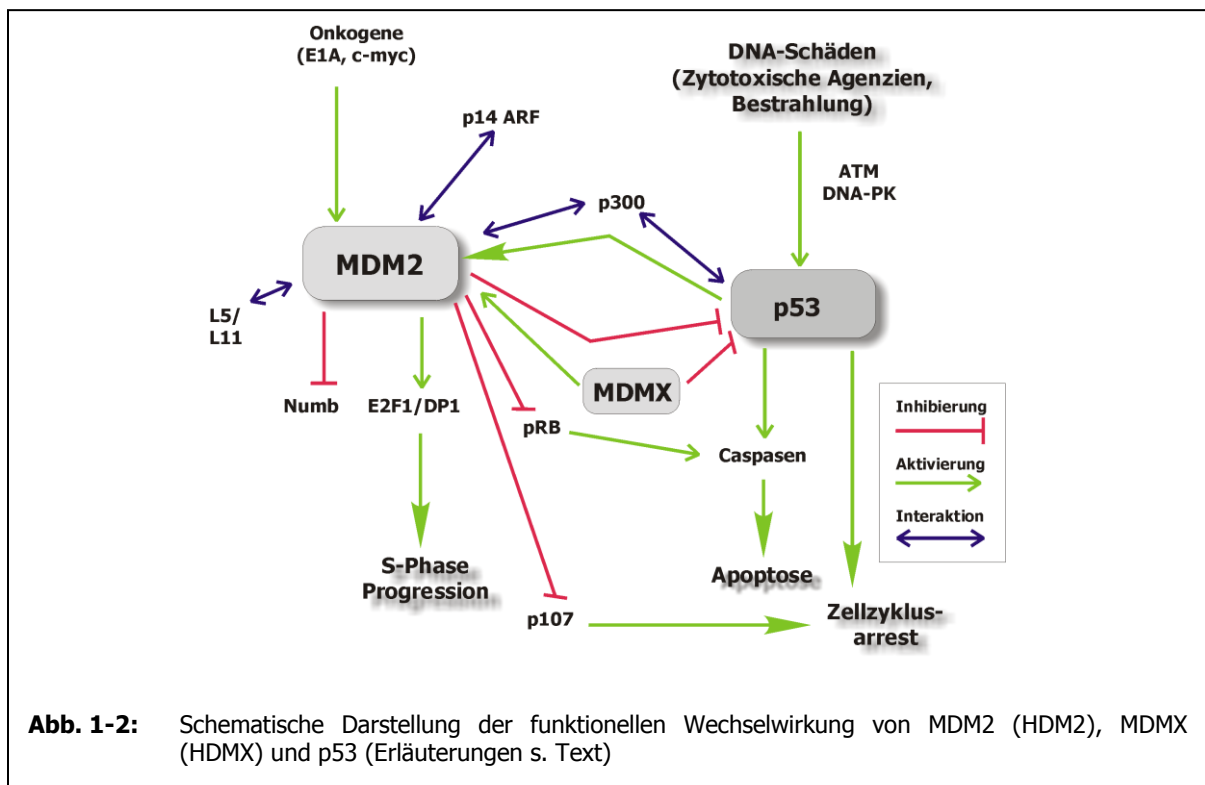 Onkogene
(E1A, c-myc)
DNA-Schäden
(Zytotoxische Agenzien,
Bestrahlung)
p14 ARF
ATM
DNA-PK
p300
MDM2
p53
L5/
L11
MDMX
Numb
E2F1/DP1
pRB
Caspasen
Inhibierung
Aktivierung
Interaktion
S-Phase
Progression
Apoptose
p107
Zellzyklus-
arrest
Abb. 1-2: Schematische Darstellung der funktionellen Wechselwirkung von MDM2 (HDM2), MDMX
(HDMX) und p53 (Erläuterungen s. Text)